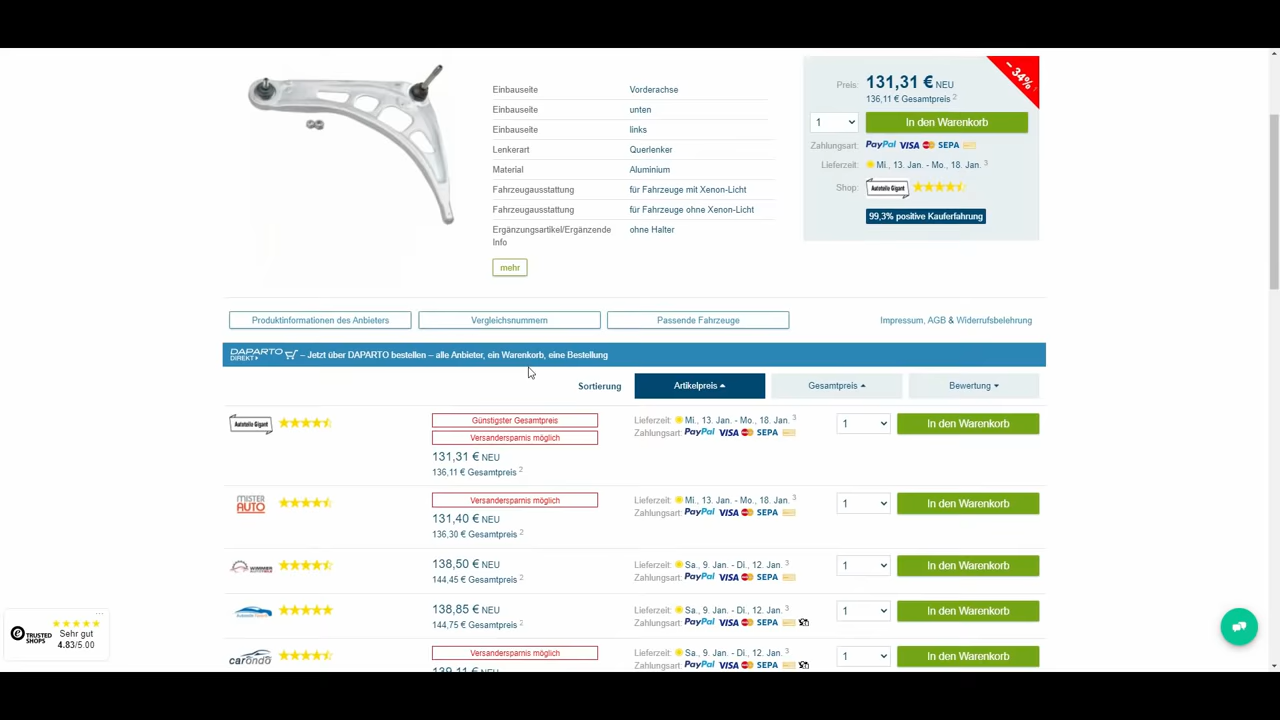 - 34%
Preis: 131,31 € NEU
136,11 € Gesamtpreis 2
1 In den Warenkorb
Zahlungsart: PayPal VISA SEPA
Lieferzeit: Mi., 13. Jan. - Mo., 18. Jan. 3
Shop: Autoteile Gigant
99,3% positive Kauferfahrung
Einbauseite Vorderachse
Einbauseite unten
Einbauseite links
Lenkerart Querlenker
Material Aluminium
Fahrzeugausstattung für Fahrzeuge mit Xenon-Licht
Fahrzeugausstattung für Fahrzeuge ohne Xenon-Licht
Ergänzungsartikel/Ergänzende ohne Halter
Info
mehr
Produktinformationen des Anbieters Vergleichsnummern Passende Fahrzeuge Impressum, AGB & Widerrufsbelehrung
DAPARTO DIREKT – Jetzt über DAPARTO bestellen – alle Anbieter, ein Warenkorb, eine Bestellung
Sortierung Artikelpreis Gesamtpreis Bewertung
Autoteile Gigant Günstigster Gesamtpreis Lieferzeit: Mi., 13. Jan. - Mo., 18. Jan. 3 1 In den Warenkorb
Versandersparnis möglich Zahlungsart: PayPal VISA SEPA
131,31 € NEU
136,11 € Gesamtpreis 2
MISTER AUTO Versandersparnis möglich Lieferzeit: Mi., 13. Jan. - Mo., 18. Jan. 3 1 In den Warenkorb
Zahlungsart: PayPal VISA SEPA
131,40 € NEU
136,30 € Gesamtpreis 2
WIMMER 138,50 € NEU Lieferzeit: Sa., 9. Jan. - Di., 12. Jan. 3 1 In den Warenkorb
144,45 € Gesamtpreis 2 Zahlungsart: PayPal VISA SEPA
138,85 € NEU Lieferzeit: Sa., 9. Jan. - Di., 12. Jan. 3 1 In den Warenkorb
144,75 € Gesamtpreis 2 Zahlungsart: PayPal VISA SEPA
carondo Versandersparnis möglich Lieferzeit: Sa., 9. Jan. - Di., 12. Jan. 3 1 In den Warenkorb
139,11 € NEU Zahlungsart: PayPal VISA SEPA
e TRUSTED SHOPS
Sehr gut
4.83/5.00